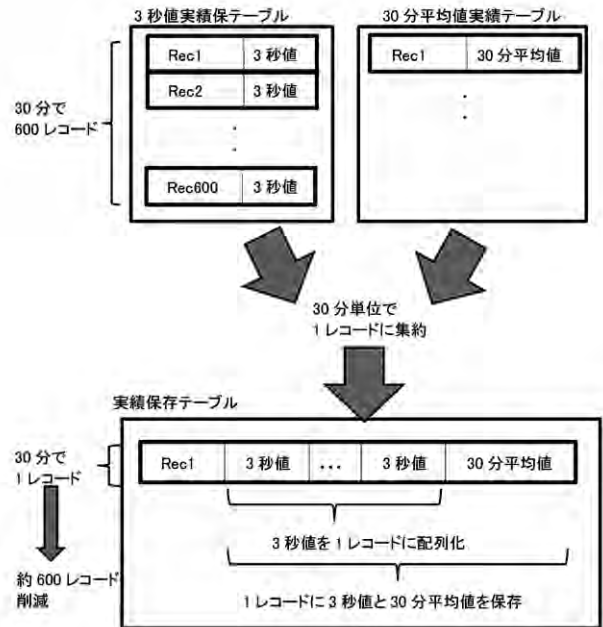 3秒値実績保テーブル
30分平均値実績テーブル
Rec1 3秒値
Rec2 3秒値
:
Rec600 3秒値
30分で
600レコード
Rec1 30分平均値
:
30分単位で
1レコードに集約
実績保存テーブル
30分で
1レコード
Rec1 3秒値 ... 3秒値 30分平均値
3秒値を1レコードに配列化
約600レコード
削減
1レコードに3秒値と30分平均値を保存